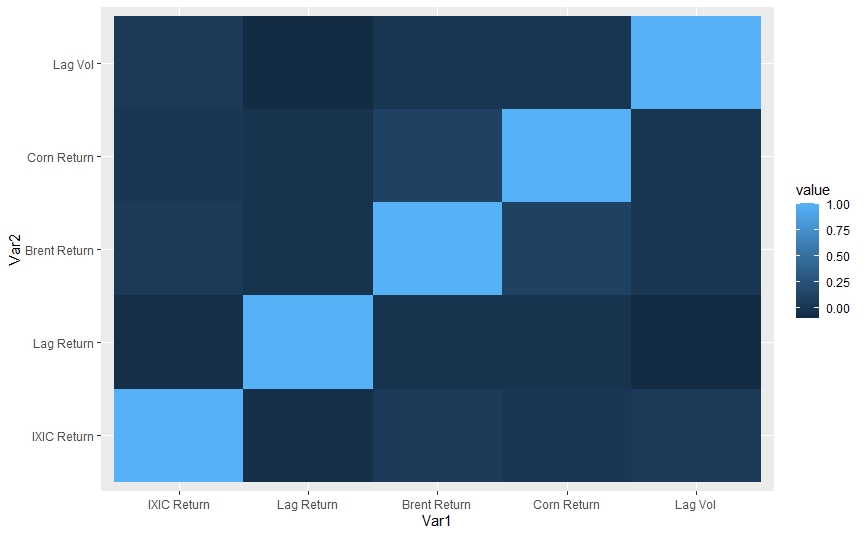 Lag Vol
Corn Return
Brent Return
Lag Return
IXIC Return
Var2
IXIC Return Lag Return Brent Return Corn Return Lag Vol
Var1
value
1.00
0.75
0.50
0.25
0.00